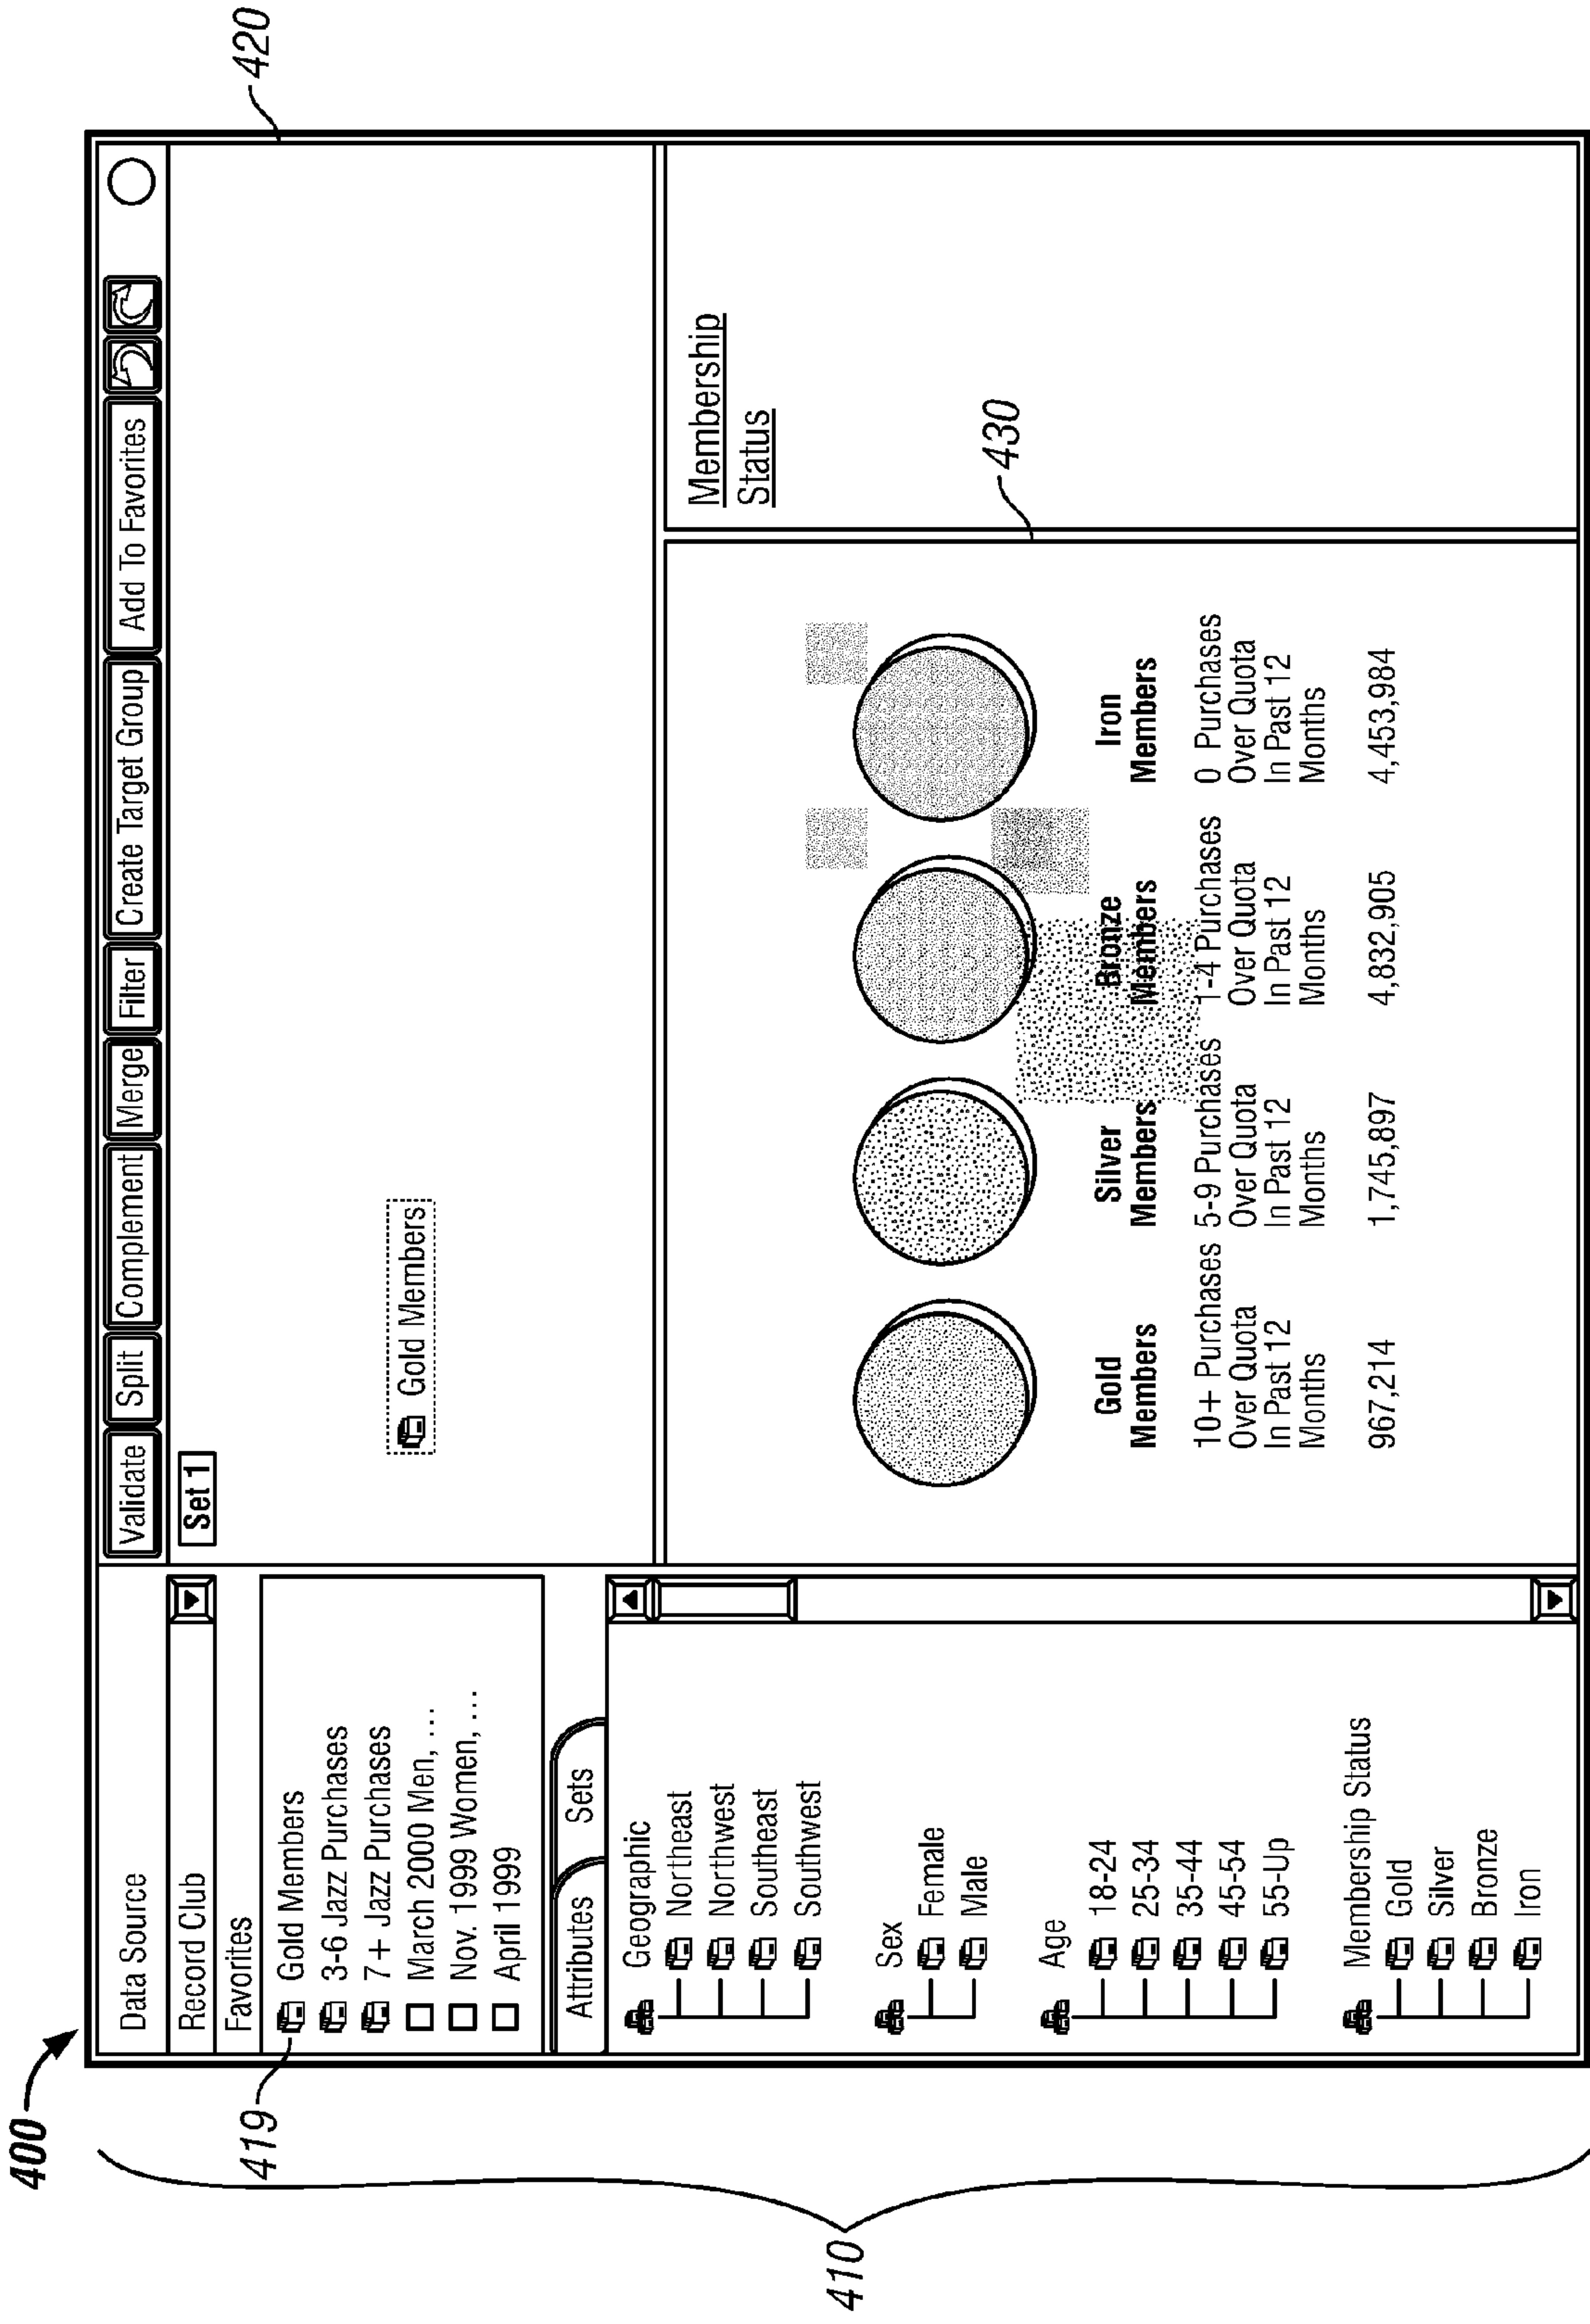 400
Data Source
Record Club
Favorites
419
Gold Members
3-6 Jazz Purchases
7 + Jazz Purchases
March 2000 Men, ...
Nov. 1999 Women, ...
April 1999
Attributes Sets
Geographic
Northeast
Northwest
Southeast
Southwest
Sex
Female
Male
Age
18-24
25-34
35-44
45-54
55-Up
Membership Status
Gold
Silver
Bronze
Iron
410
Validate Split Complement Merge Filter Create Target Group Add To Favorites
420
Set 1
Gold Members
Membership
Status
430
Gold
Members
10+ Purchases
Over Quota
In Past 12
Months
967,214
Silver
Members
5-9 Purchases
Over Quota
In Past 12
Months
1,745,897
Bronze
Members
1-4 Purchases
Over Quota
In Past 12
Months
4,832,905
Iron
Members
0 Purchases
Over Quota
In Past 12
Months
4,453,984